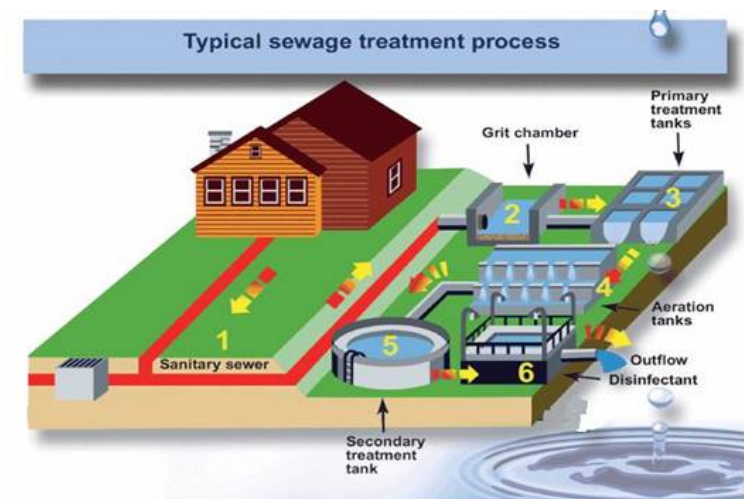 Typical sewage treatment process
Primary
treatment
tanks
Grit chamber
2
3
4
Aeration
tanks
1
Sanitary sewer
5
6
Outflow
Disinfectant
Secondary
treatment
tank